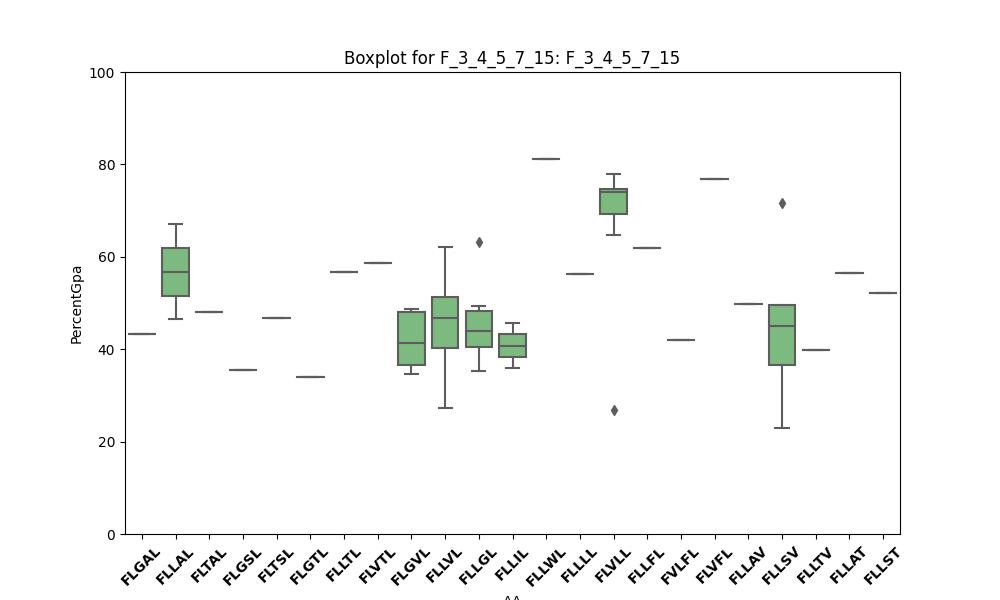 Boxplot for F_3_4_5_7_15: F_3_4_5_7_15
100
80
60
40
20
0
PercentGpa
FLGAL
FLLAL
FLTAL
FLGSL
FLTSL
FLGTL
FLLTL
FLVTL
FLGVL
FLLVL
FLLGL
FLLIL
FLLWL
FLLLL
FLVLL
FLLFL
FVLFL
FLVFL
FLLAV
FLLSV
FLLTV
FLLAT
FLLST
AA